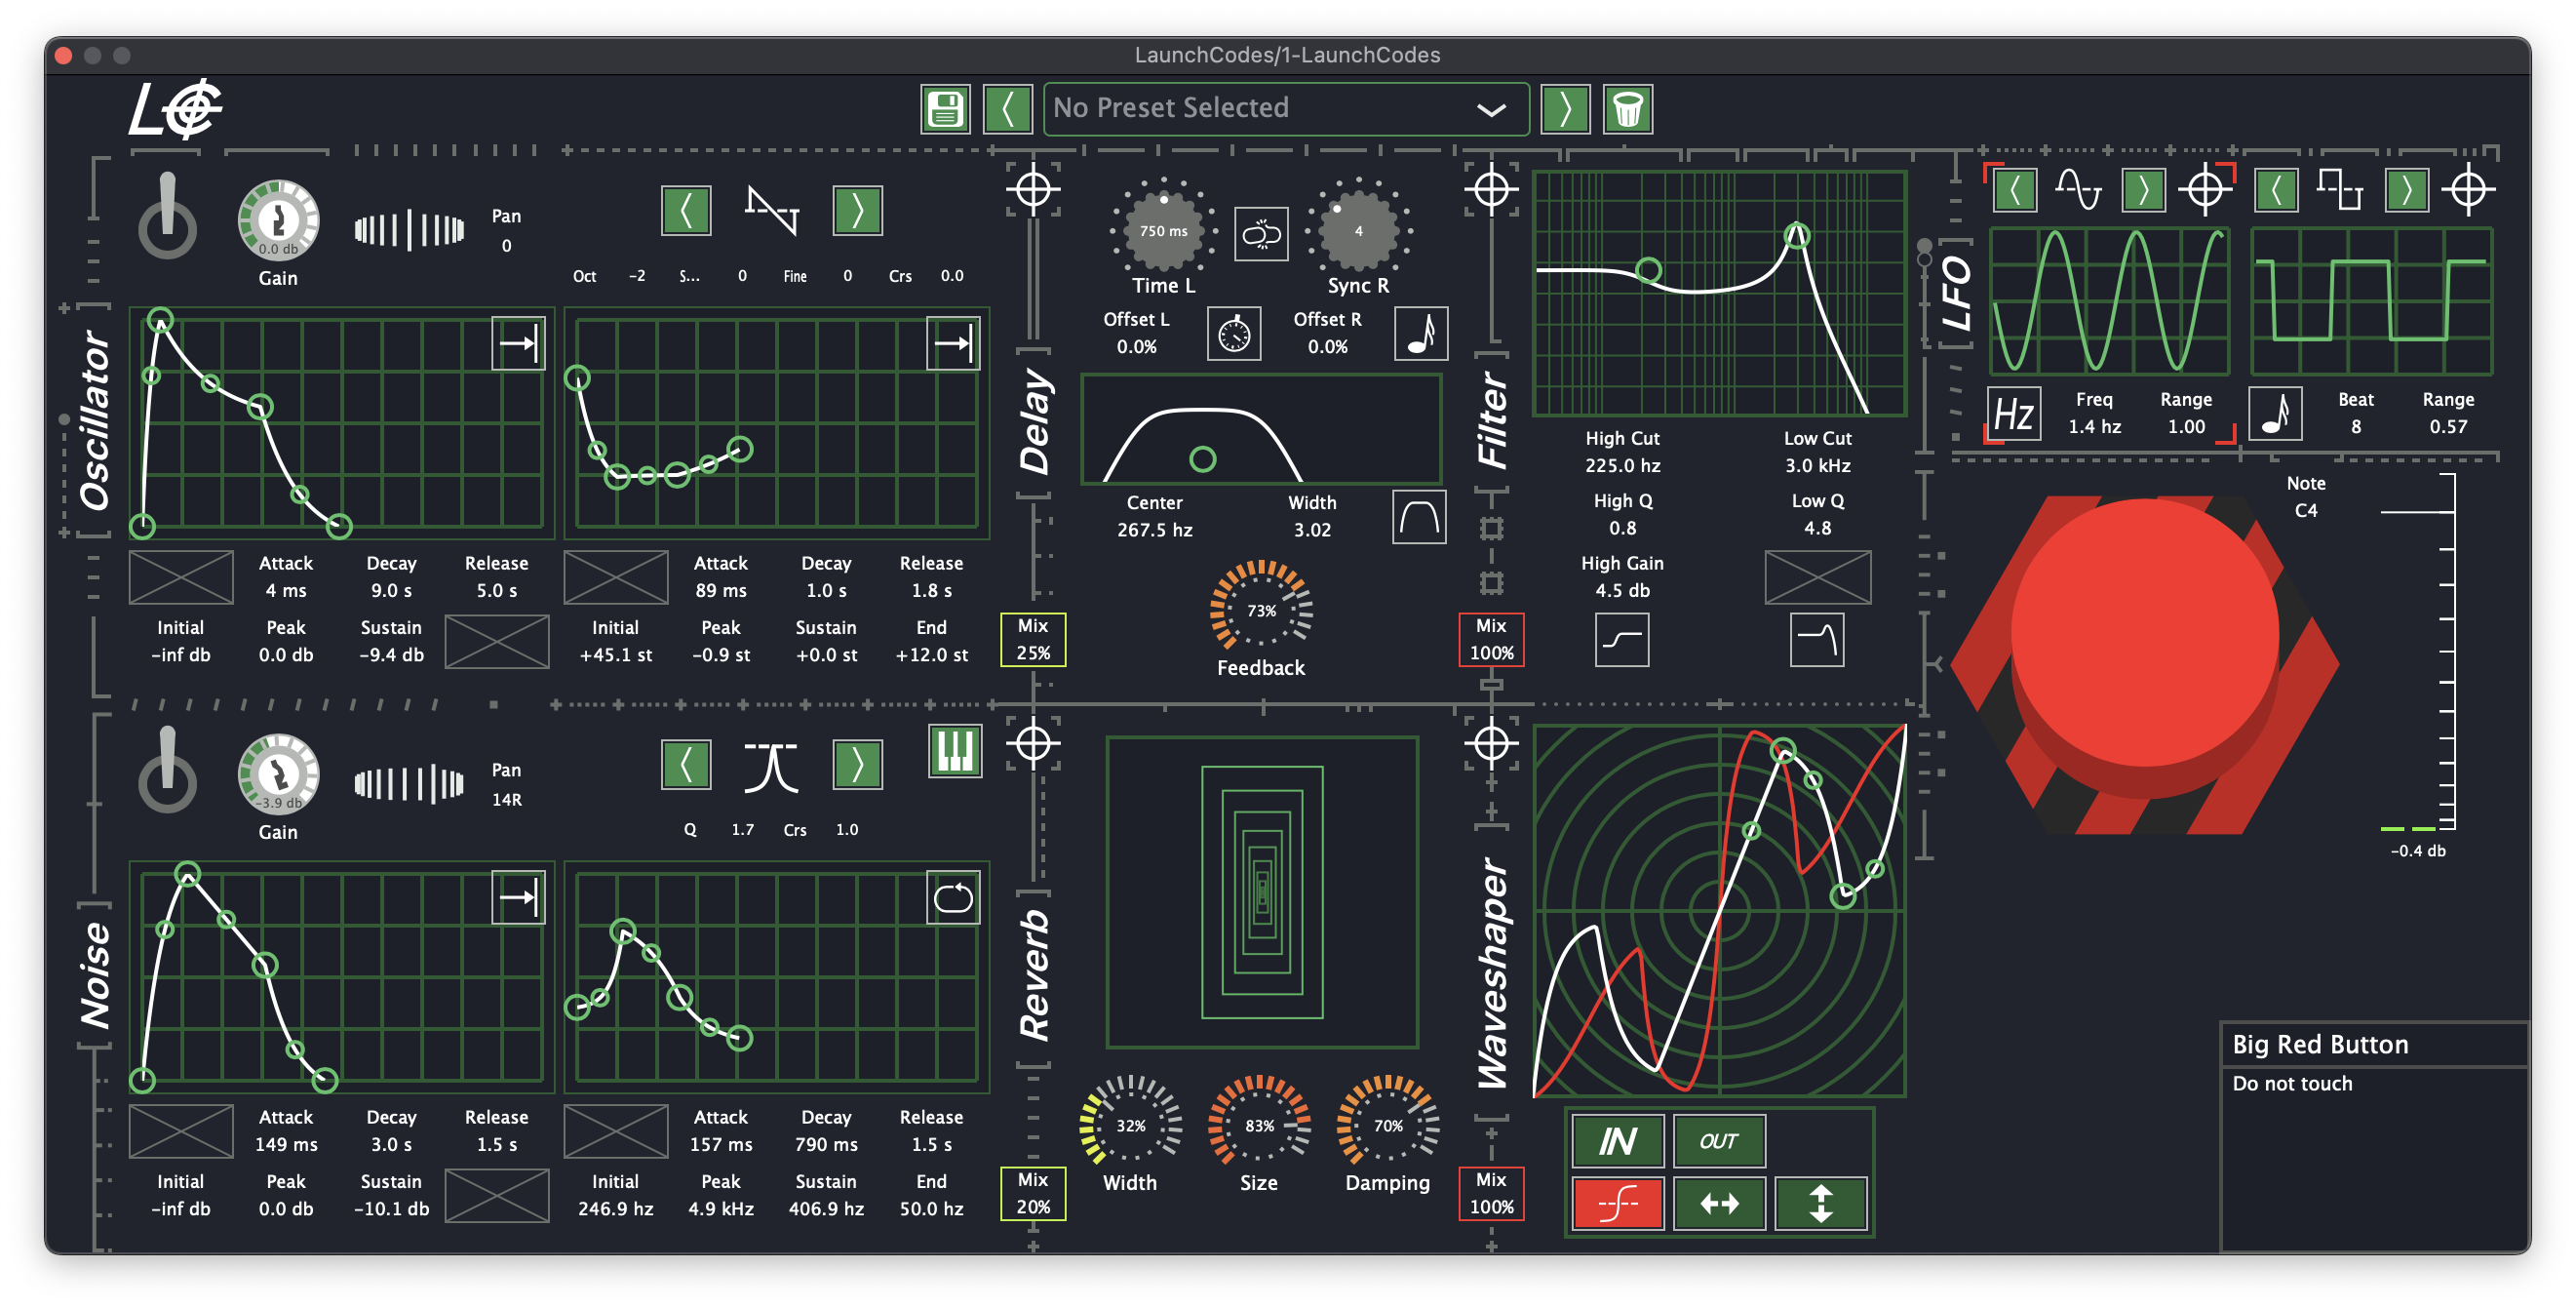 LaunchCodes/1-LaunchCodes
LC
No Preset Selected
Oscillator
0.0 db
Gain
Pan
0
Oct -2 S... 0 Fine 0 Crs 0.0
Attack Decay Release
4 ms 9.0 s 5.0 s
Initial Peak Sustain
-inf db 0.0 db -9.4 db
Attack Decay Release
89 ms 1.0 s 1.8 s
Initial Peak Sustain End
+45.1 st -0.9 st +0.0 st +12.0 st
Noise
-3.9 db
Gain
Pan
14R
Q 1.7 Crs 1.0
Attack Decay Release
149 ms 3.0 s 1.5 s
Initial Peak Sustain
-inf db 0.0 db -10.1 db
Attack Decay Release
157 ms 790 ms 1.5 s
Initial Peak Sustain End
246.9 hz 4.9 kHz 406.9 hz 50.0 hz
Delay
750 ms 4
Time L Sync R
Offset L Offset R
0.0% 0.0%
Center Width
267.5 hz 3.02
73%
Feedback
Mix
25%
Reverb
32% 83% 70%
Width Size Damping
Mix
20%
Filter
High Cut Low Cut
225.0 hz 3.0 kHz
High Q Low Q
0.8 4.8
High Gain
4.5 db
Mix
100%
Waveshaper
IN OUT
Mix
100%
LFO
Hz
Freq Range
1.4 hz 1.00
Beat Range
8 0.57
Note
C4
-0.4 db
Big Red Button
Do not touch